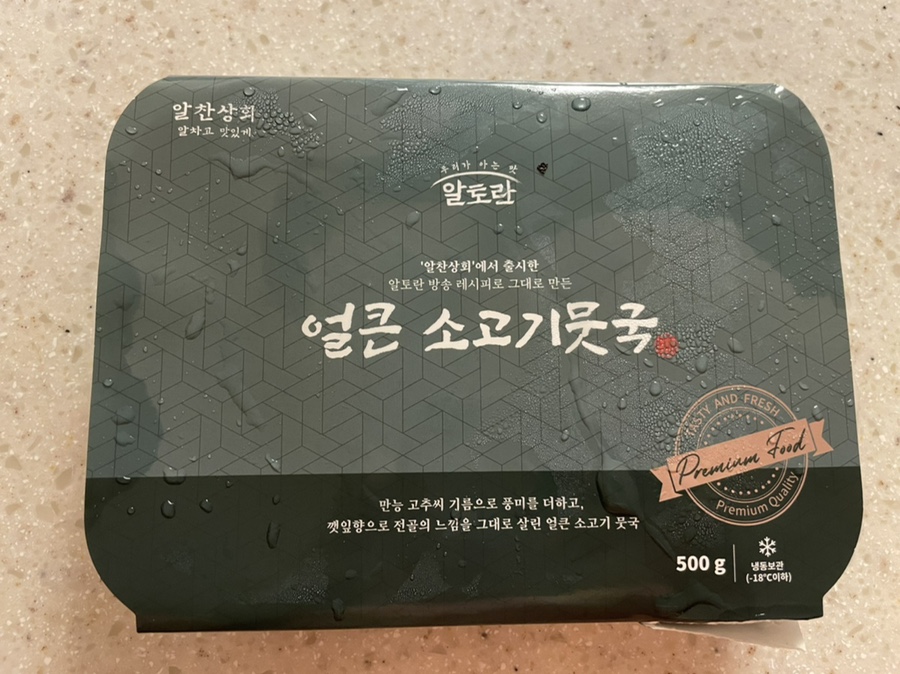 알찬상회
알차고 맛있게
우리가 아는 맛
알토란
'알찬상회'에서 출시한
알토란 방송 레시피로 그대로 만든
얼큰 소고기뭇국
TASTY AND FRESH
Premium Food
Premium Quality
만능 고추씨 기름으로 풍미를 더하고,
깻잎향으로 전골의 느낌을 그대로 살린 얼큰 소고기 뭇국
500 g
냉동보관
(-18℃이하)